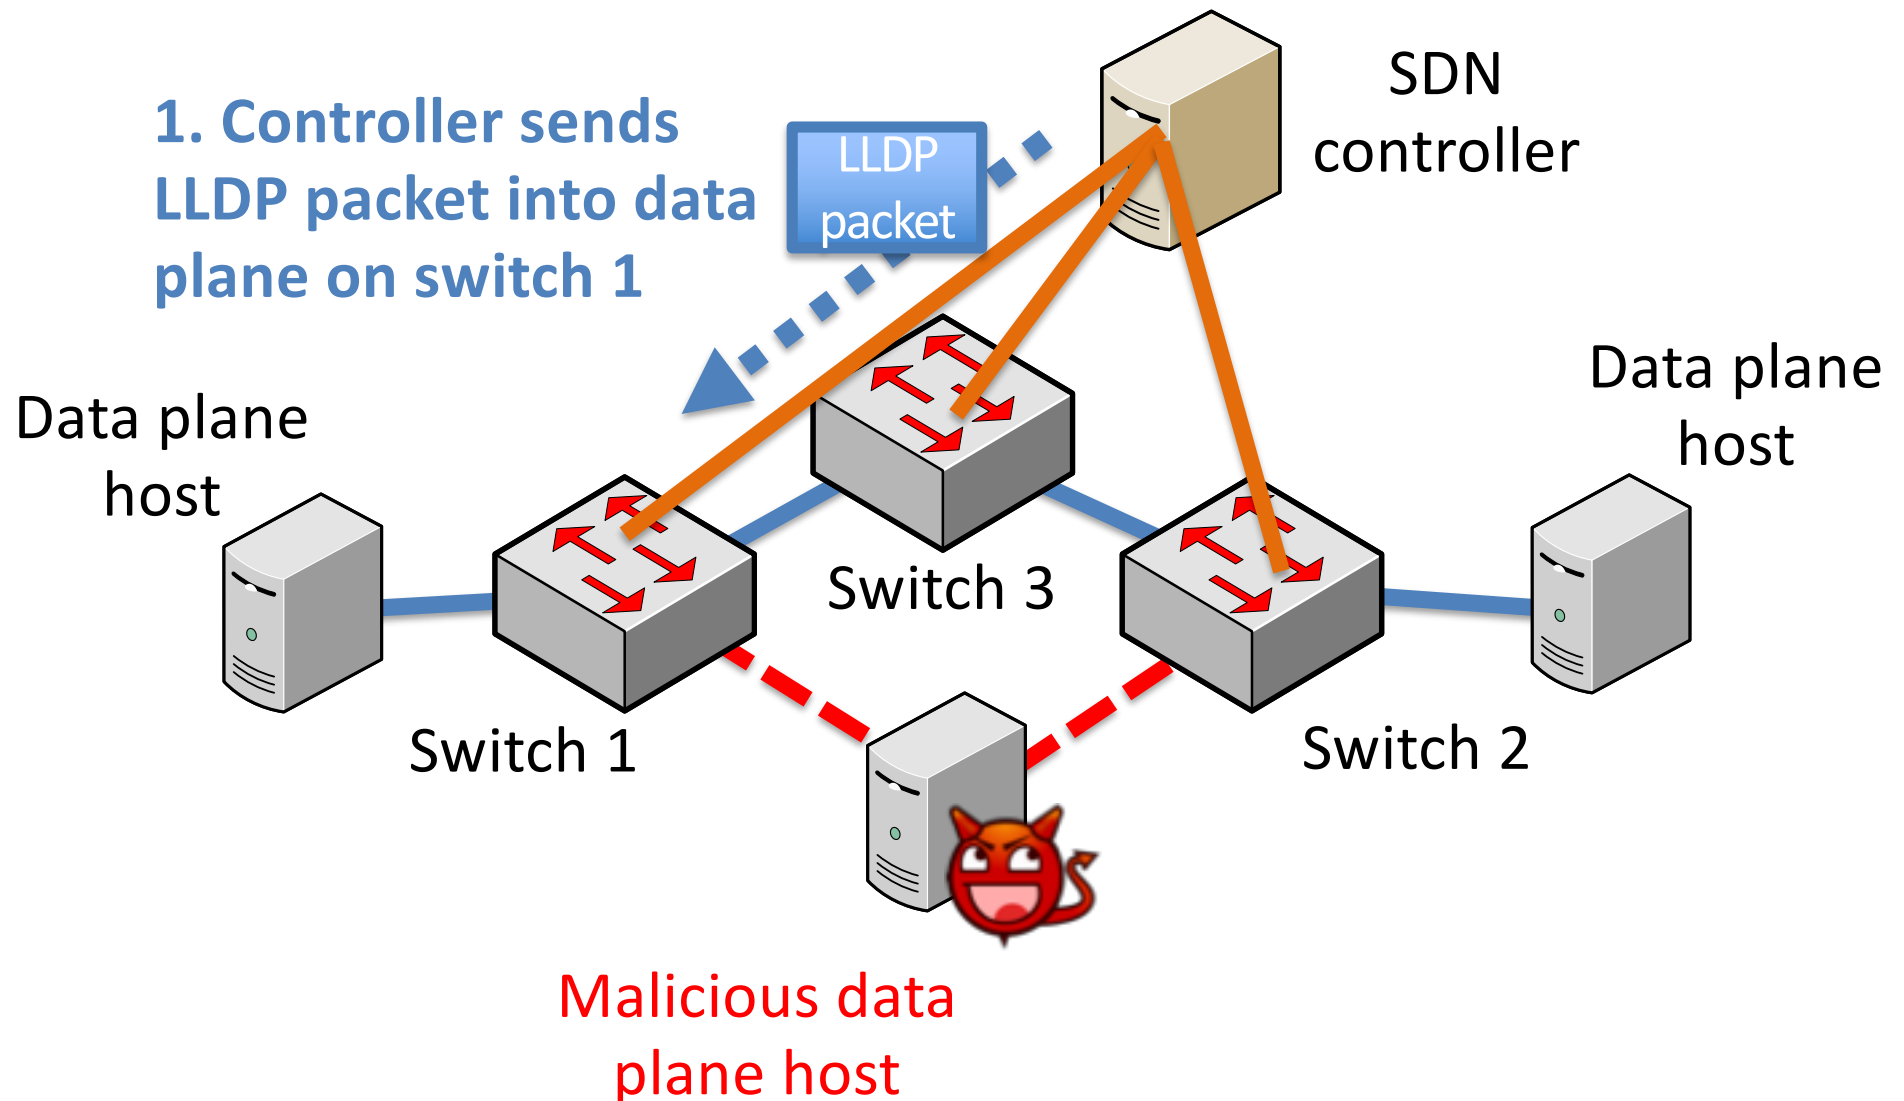 1. Controller sends
LLDP packet into data
plane on switch 1
LLDP
packet
SDN
controller
Data plane
host
Data plane
host
Switch 3
Switch 1
Switch 2
Malicious data
plane host